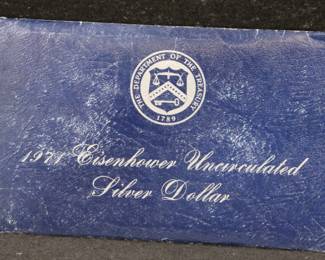 THE DEPARTMENT OF THE TREASURY
1789
1971 Eisenhower Uncirculated
Silver Dollar